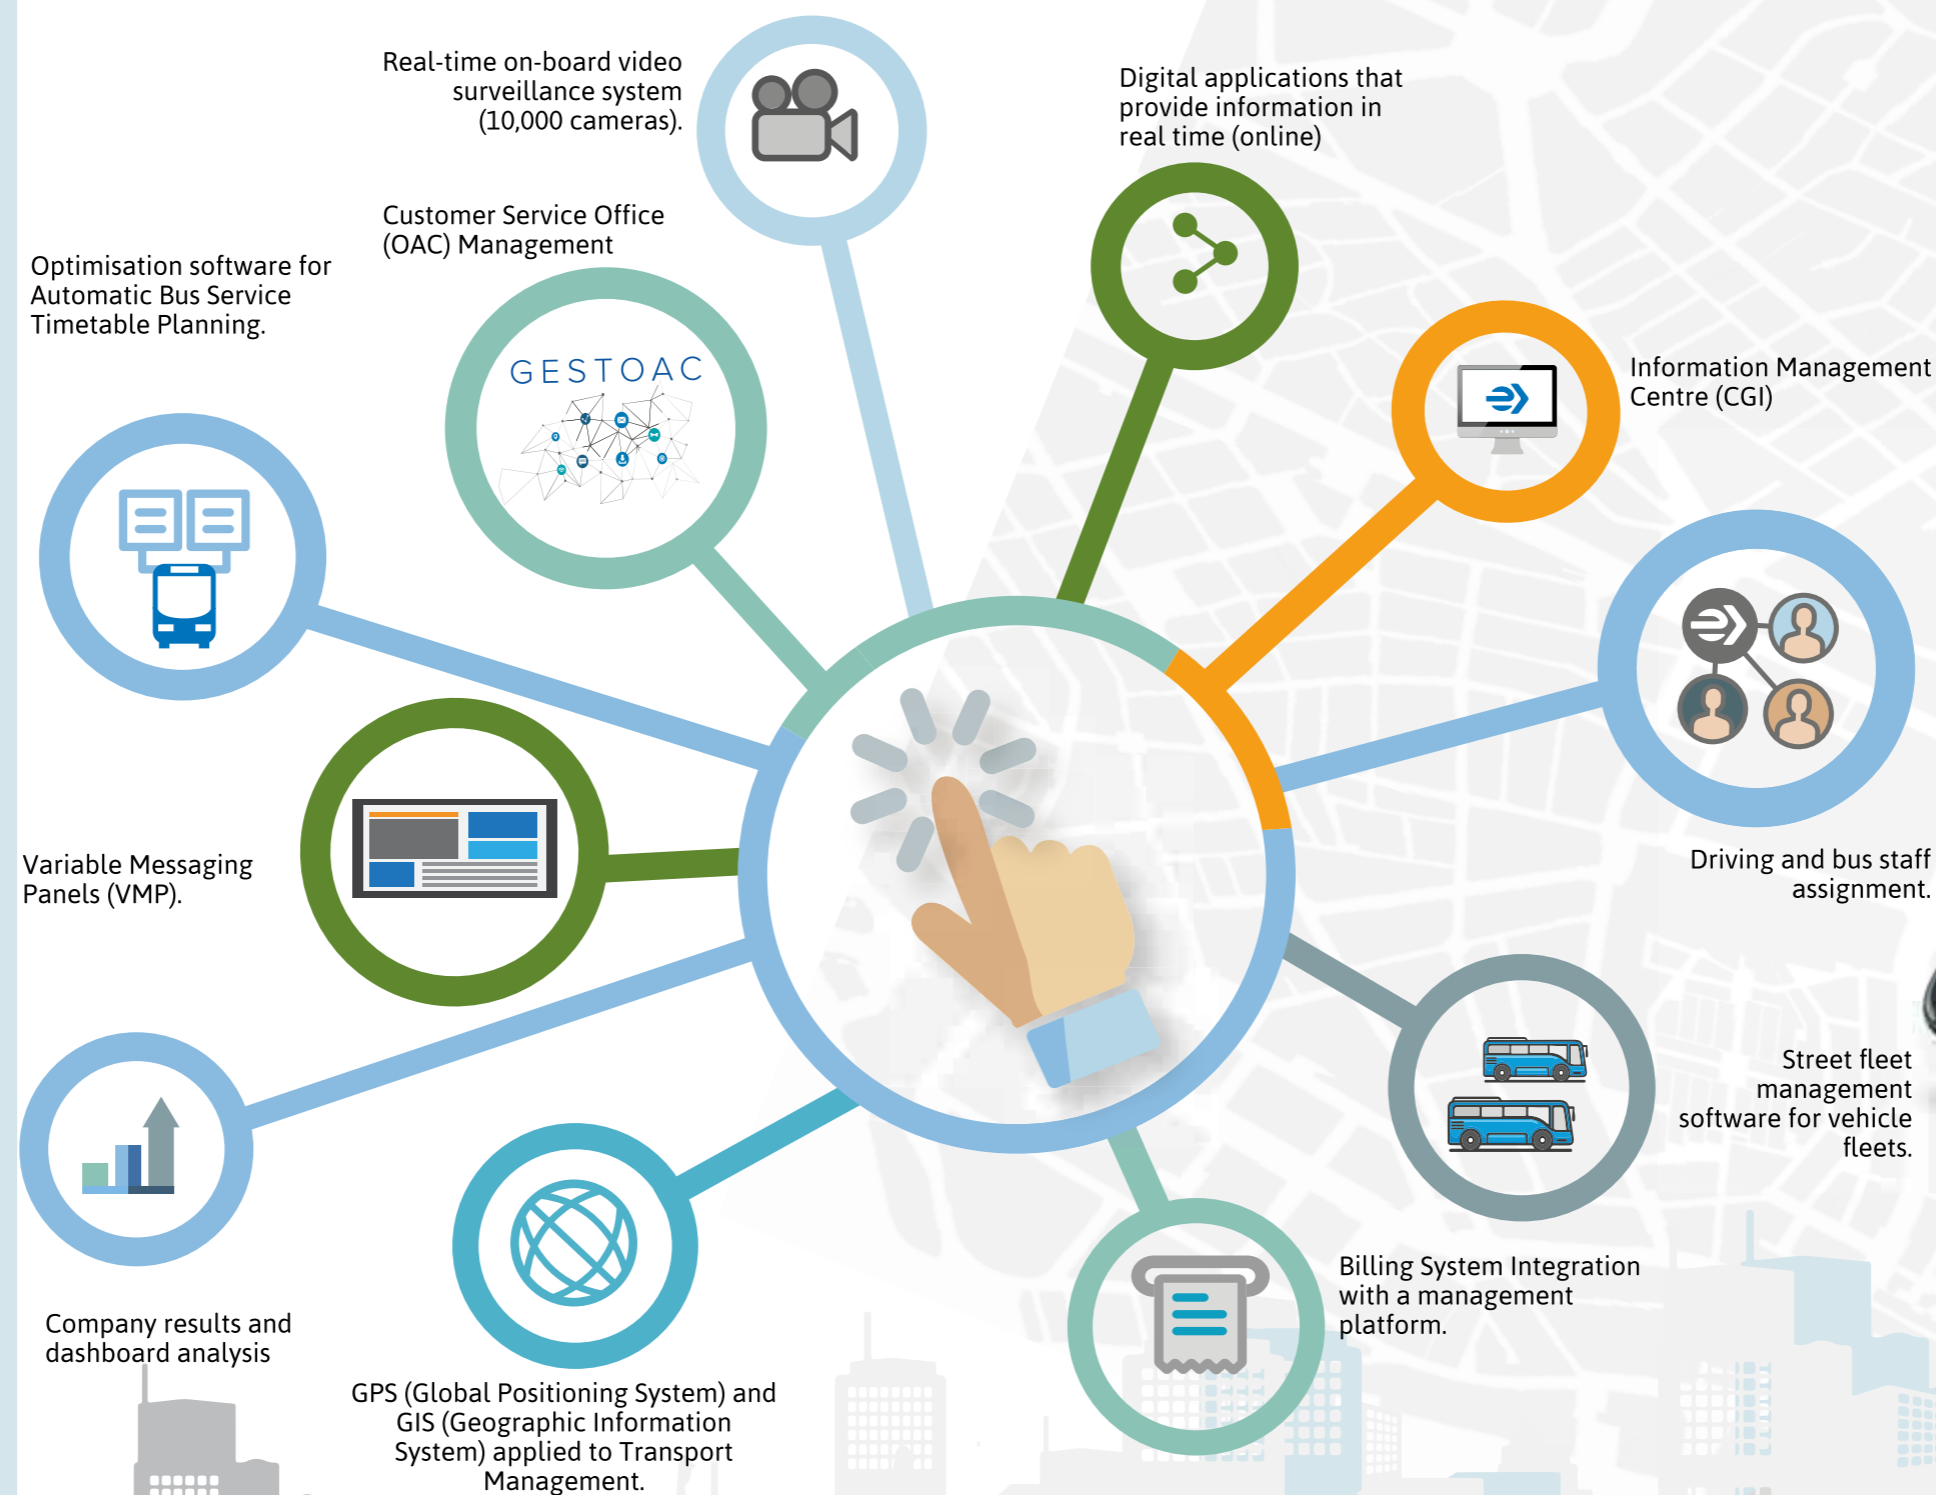 Real-time on-board video
surveillance system
(10,000 cameras).
Digital applications that
provide information in
real time (online)
Customer Service Office
(OAC) Management
Optimisation software for
Automatic Bus Service
Timetable Planning.
GESTOAC
Information Management
Centre (CGI)
Variable Messaging
Panels (VMP).
Driving and bus staff
assignment.
Street fleet
management
software for vehicle
fleets.
Billing System Integration
with a management
platform.
Company results and
dashboard analysis
GPS (Global Positioning System) and
GIS (Geographic Information
System) applied to Transport
Management.